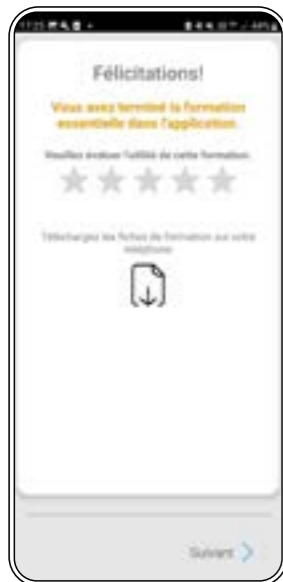 Félicitations!
Vous avez terminé la formation
essentielle dans l'application.
Veuillez évaluer l'utilité de cette formation.
Téléchargez les fiches de formation sur votre
téléphone
Suivant